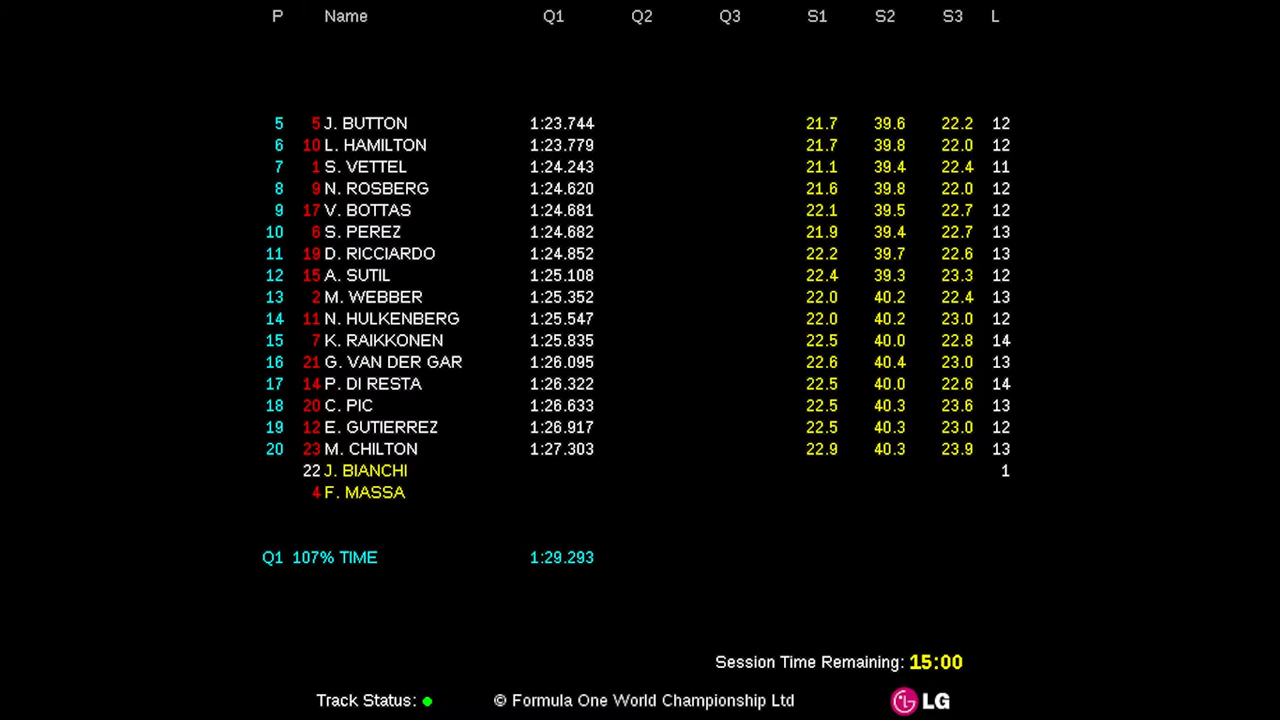 P Name Q1 Q2 Q3 S1 S2 S3 L
5 5 J. BUTTON 1:23.744 21.7 39.6 22.2 12
6 10 L. HAMILTON 1:23.779 21.7 39.8 22.0 12
7 1 S. VETTEL 1:24.243 21.1 39.4 22.4 11
8 9 N. ROSBERG 1:24.620 21.6 39.8 22.0 12
9 17 V. BOTTAS 1:24.681 22.1 39.5 22.7 12
10 6 S. PEREZ 1:24.682 21.9 39.4 22.7 13
11 19 D. RICCIARDO 1:24.852 22.2 39.7 22.6 13
12 15 A. SUTIL 1:25.108 22.4 39.3 23.3 12
13 2 M. WEBBER 1:25.352 22.0 40.2 22.4 13
14 11 N. HULKENBERG 1:25.547 22.0 40.2 23.0 12
15 7 K. RAIKKONEN 1:25.835 22.5 40.0 22.8 14
16 21 G. VAN DER GAR 1:26.095 22.6 40.4 23.0 13
17 14 P. DI RESTA 1:26.322 22.5 40.0 22.6 14
18 20 C. PIC 1:26.633 22.5 40.3 23.6 13
19 12 E. GUTIERREZ 1:26.917 22.5 40.3 23.0 12
20 23 M. CHILTON 1:27.303 22.9 40.3 23.9 13
22 J. BIANCHI 1
4 F. MASSA
Q1 107% TIME 1:29.293
Session Time Remaining: 15:00
Track Status: © Formula One World Championship Ltd LG